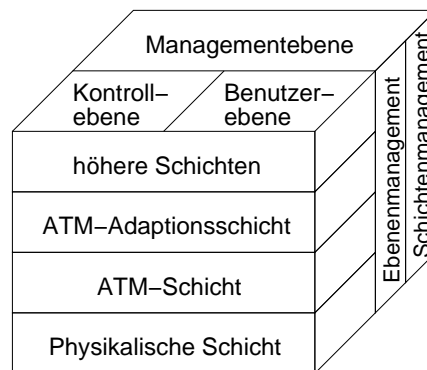 Managementebene
Kontroll–
ebene
Benutzer–
ebene
höhere Schichten
ATM–Adaptionsschicht
ATM–Schicht
Physikalische Schicht
Ebenenmanagement
Schichtenmanagement